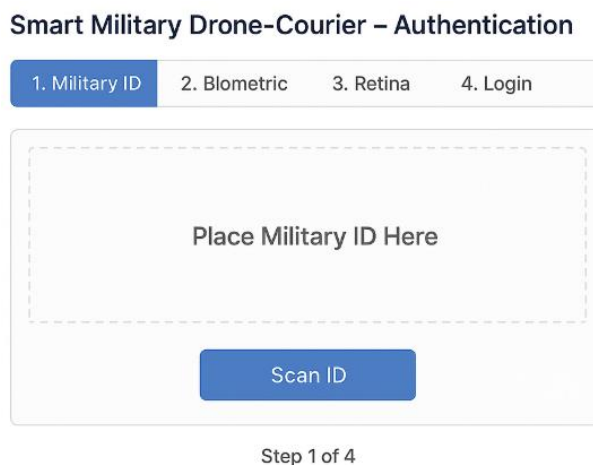 Smart Military Drone-Courier – Authentication
1. Military ID 2. Blometric 3. Retina 4. Login
Place Military ID Here
Scan ID
Step 1 of 4